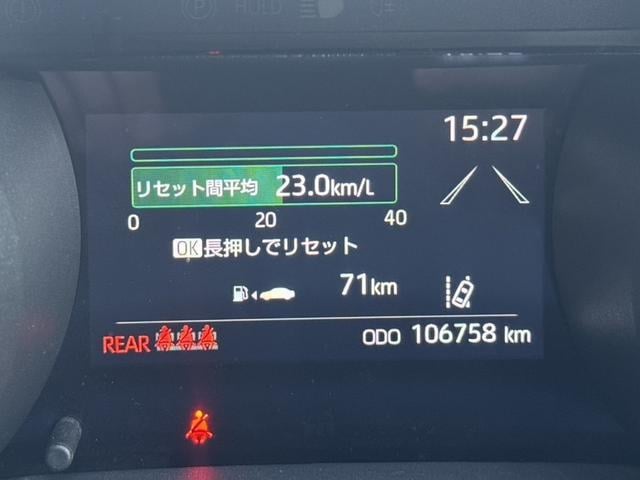 HOLD
15:27
リセット間平均 23.0km/L
0 20 40
OK長押しでリセット
71km
REAR ODO 106758 km